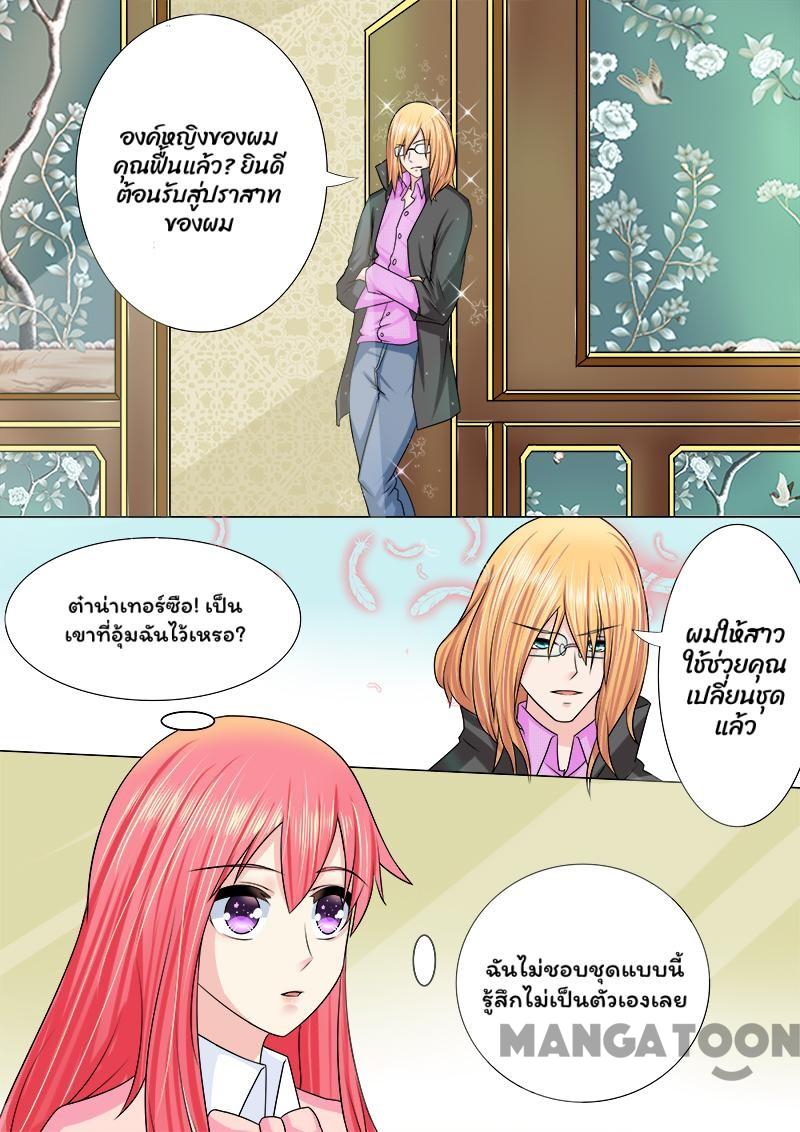 องค์หญิงของผม
คุณฟื้นแล้ว? ยินดี
ต้อนรับสู่ปราสาท
ของผม
ต๋าน่าเทอร์ซือ! เป็น
เขาที่อุ้มฉันไว้เหรอ?
ผมให้สาว
ใช้ช่วยคุณ
เปลี่ยนชุด
แล้ว
ฉันไม่ชอบชุดแบบนี้
รู้สึกไม่เป็นตัวเองเลย
MANGATOON